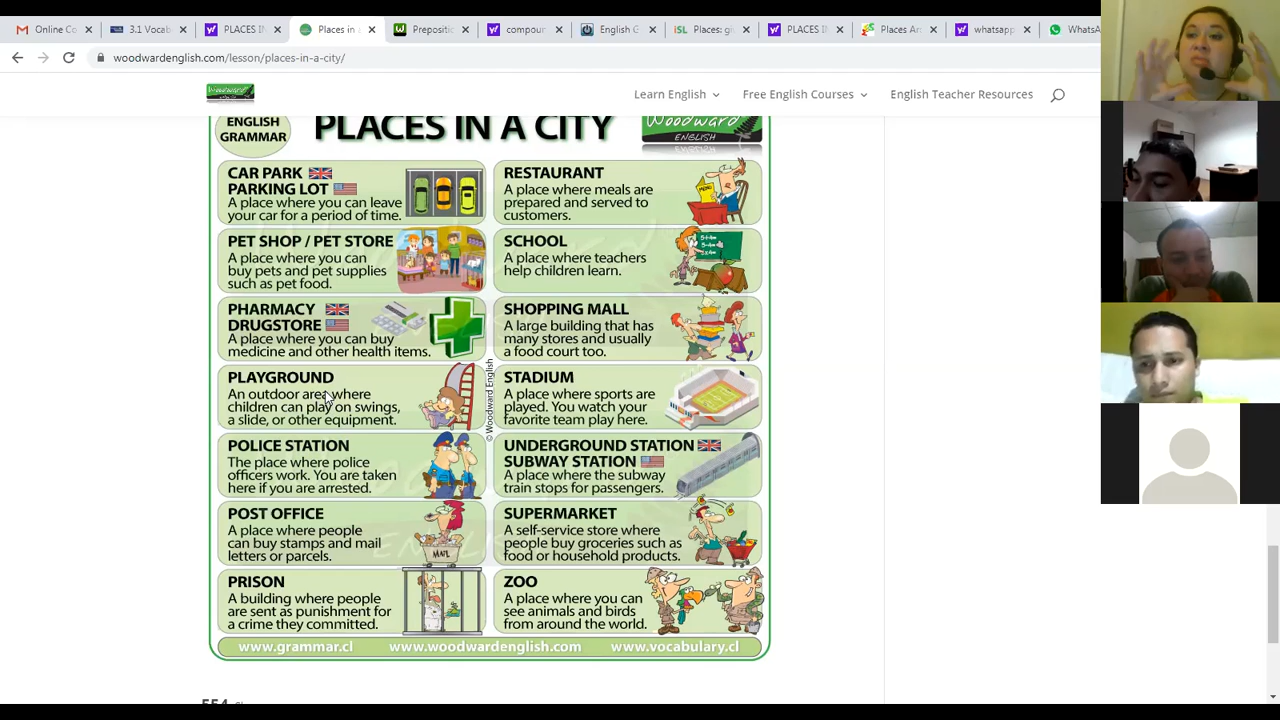 Online C
3.1 Vocab
PLACES IN
Places in a
Prepositio
compoun
English G
Places: giv
PLACES IN
Places Aro
whatsapp
WhatsA
woodwardenglish.com/lesson/places-in-a-city/
Woodward
ENGLISH
Learn English
Free English Courses
English Teacher Resources
ENGLISH
GRAMMAR
PLACES IN A CITY
Woodward
ENGLISH
CAR PARK
PARKING LOT
A place where you can leave
your car for a period of time.
PET SHOP / PET STORE
A place where you can
buy pets and pet supplies
such as pet food.
PHARMACY
DRUGSTORE
A place where you can buy
medicine and other health items.
PLAYGROUND
An outdoor area where
children can play on swings,
a slide, or other equipment.
POLICE STATION
The place where police
officers work. You are taken
here if you are arrested.
POST OFFICE
A place where people
can buy stamps and mail
letters or parcels.
MAIL
PRISON
A building where people
are sent as punishment for
a crime they committed.
© Woodward English
RESTAURANT
A place where meals are
prepared and served to
customers.
MENU
SCHOOL
A place where teachers
help children learn.
SHOPPING MALL
A large building that has
many stores and usually
a food court too.
STADIUM
A place where sports are
played. You watch your
favorite team play here.
UNDERGROUND STATION
SUBWAY STATION
A place where the subway
train stops for passengers.
SUPERMARKET
A self-service store where
people buy groceries such as
food or household products.
ZOO
A place where you can
see animals and birds
from around the world.
www.grammar.cl
www.woodwardenglish.com
www.vocabulary.cl